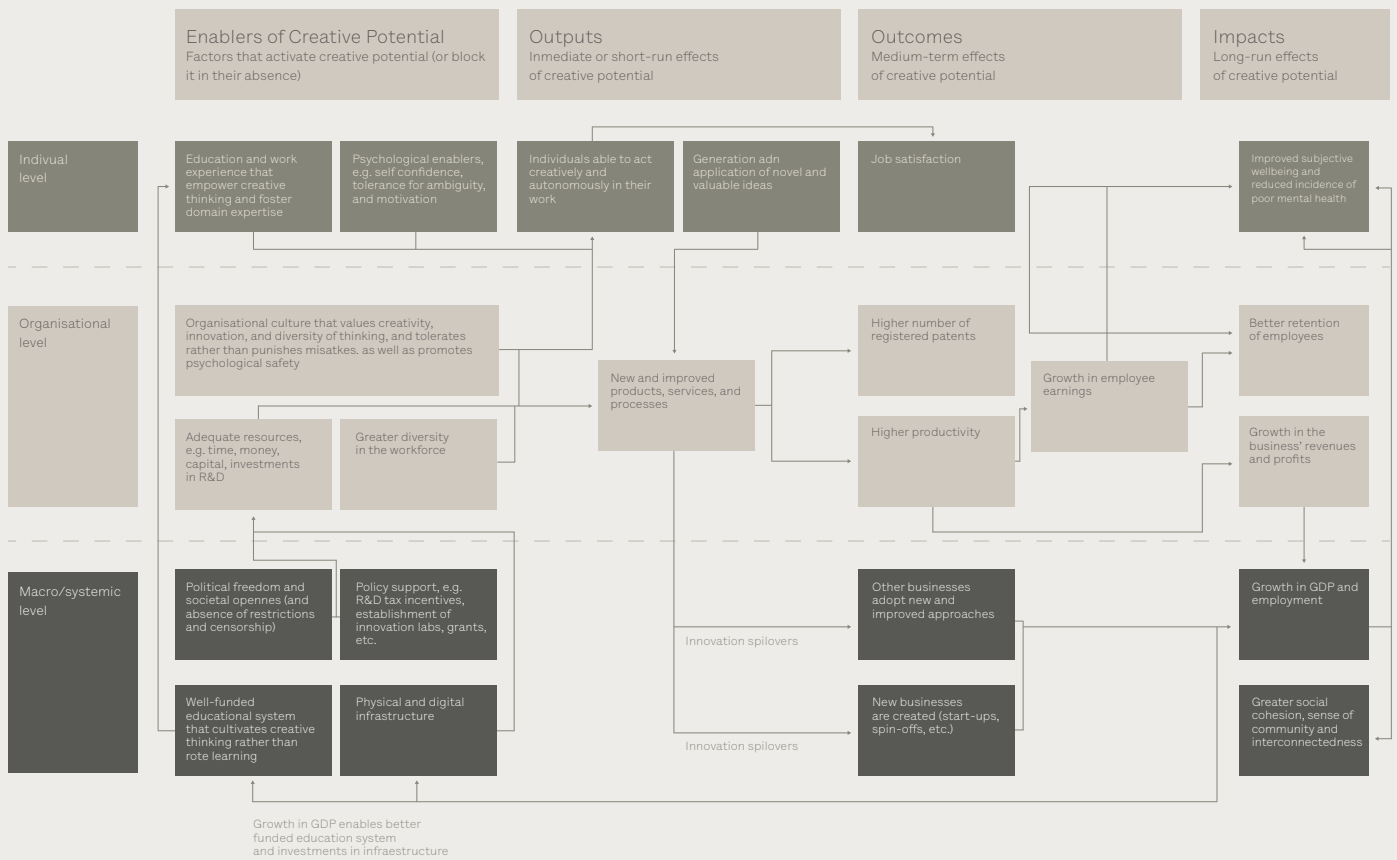 Enablers of Creative Potential
Factors that activate creative potential (or block
it in their absence)
Outputs
Inmediate or short-run effects
of creative potential
Outcomes
Medium-term effects
of creative potential
Impacts
Long-run effects
of creative potential
Indivual
level
Education and work
experience that
empower creative
thinking and foster
domain expertise
Psychological enablers,
e.g. self confidence,
tolerance for ambiguity,
and motivation
Individuals able to act
creatively and
autonomously in their
work
Generation adn
application of novel and
valuable ideas
Job satisfaction
Improved subjective
wellbeing and
reduced incidence of
poor mental health
Organisational
level
Organisational culture that values creativity,
innovation, and diversity of thinking, and tolerates
rather than punishes misatkes. as well as promotes
psychological safety
Adequate resources,
e.g. time, money,
capital, investments
in R&D
Greater diversity
in the workforce
New and improved
products, services, and
processes
Higher number of
registered patents
Higher productivity
Growth in employee
earnings
Better retention
of employees
Growth in the
business’ revenues
and profits
Macro/systemic
level
Political freedom and
societal opennes (and
absence of restrictions
and censorship)
Policy support, e.g.
R&D tax incentives,
establishment of
innovation labs, grants,
etc.
Well-funded
educational system
that cultivates creative
thinking rather than
rote learning
Physical and digital
infrastructure
Innovation spilovers
Innovation spilovers
Other businesses
adopt new and
improved approaches
New businesses
are created (start-ups,
spin-offs, etc.)
Growth in GDP and
employment
Greater social
cohesion, sense of
community and
interconnectedness
Growth in GDP enables better
funded education system
and investments in infraestructure